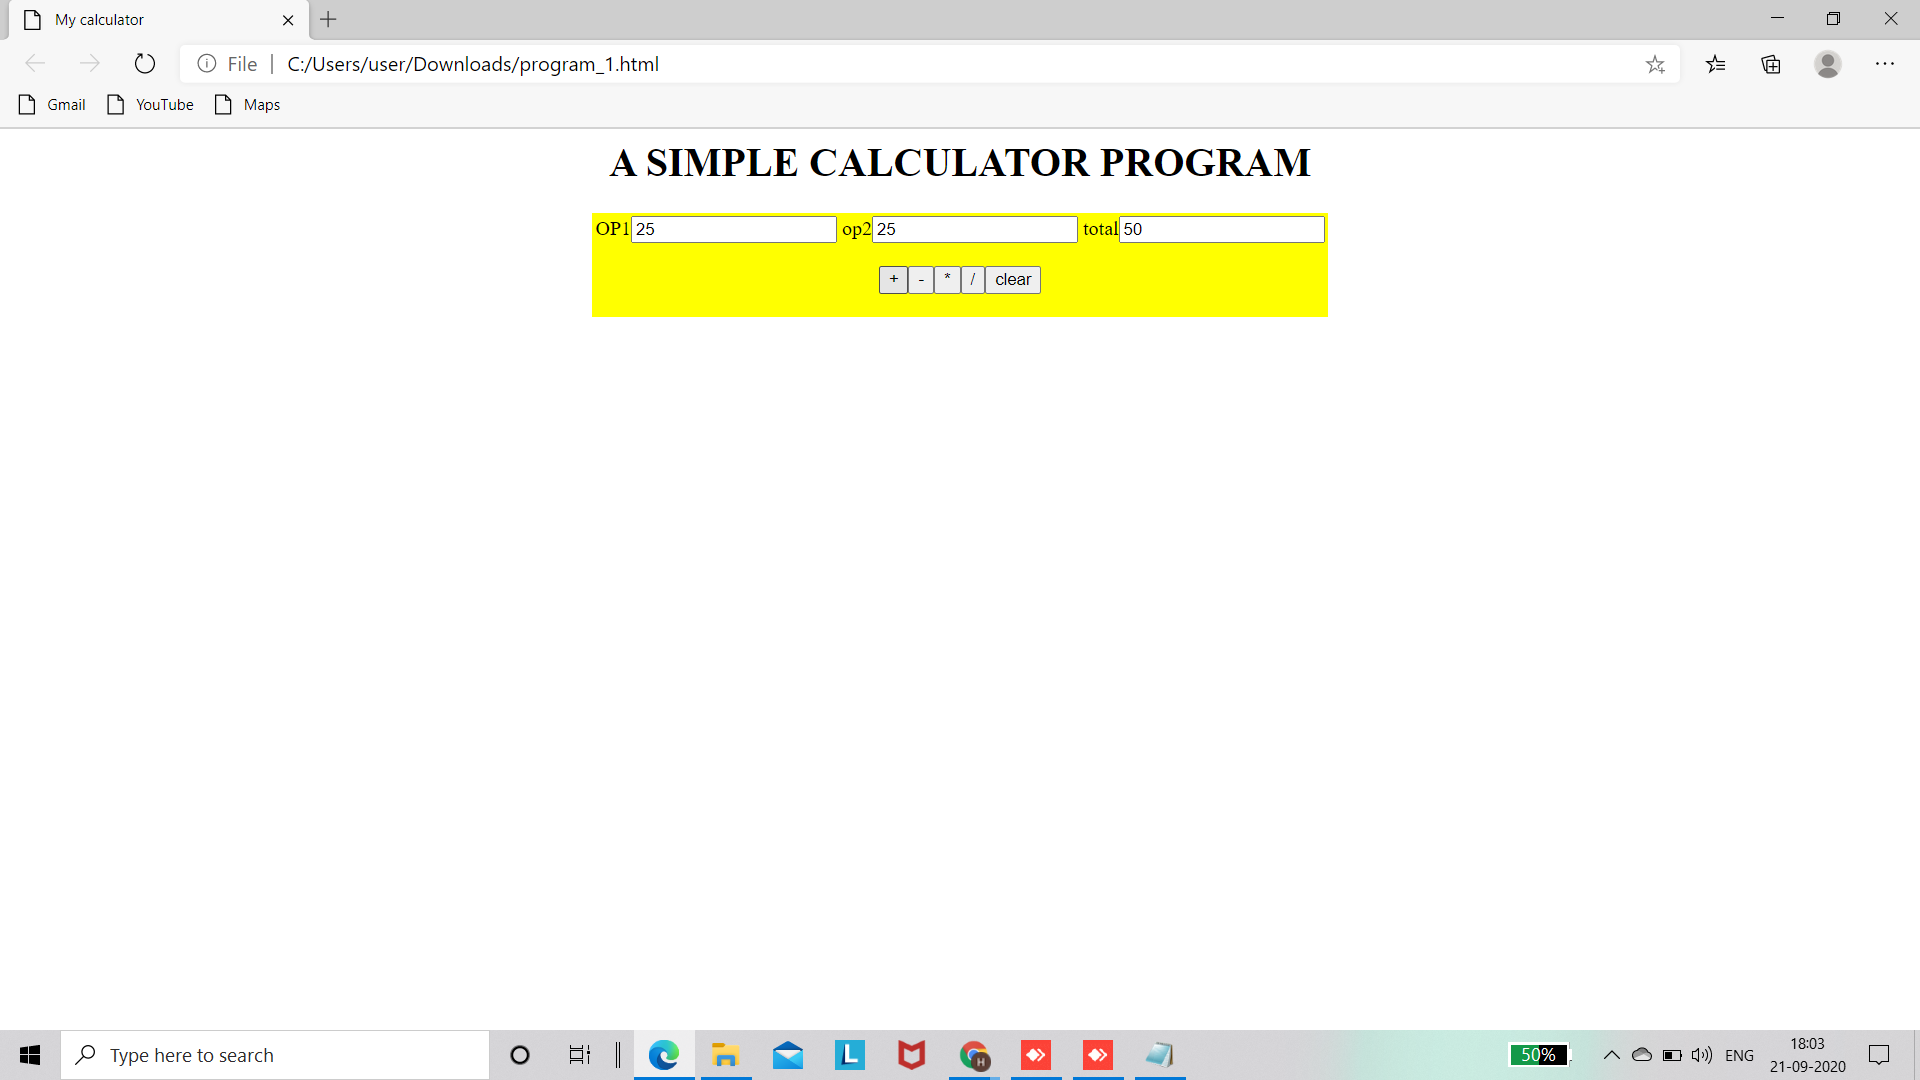 My calculator
File | C:/Users/user/Downloads/program_1.html
Gmail YouTube Maps
A SIMPLE CALCULATOR PROGRAM
OP1 25 op2 25 total 50
+ - * / clear
Type here to search
L
H
50%
ENG
18:03
21-09-2020